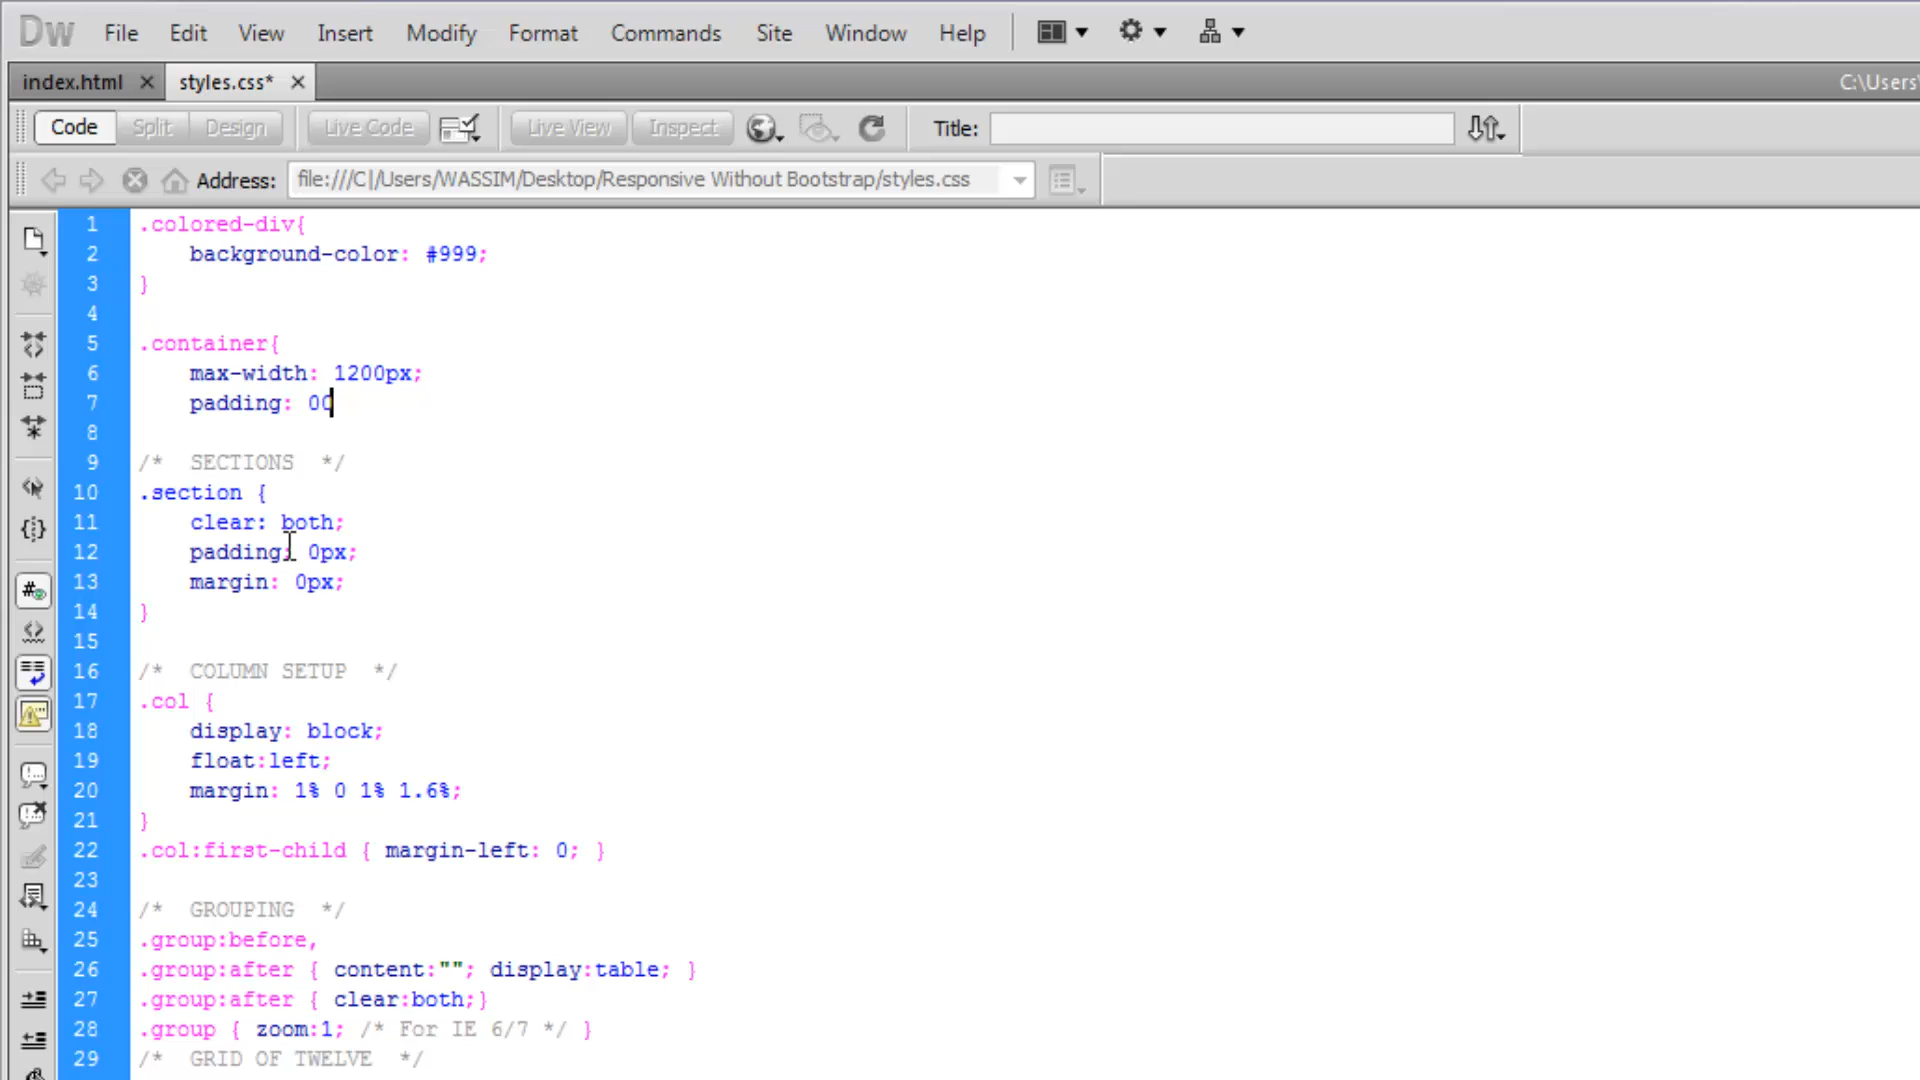 Dw File Edit View Insert Modify Format Commands Site Window Help
index.html styles.css* C:\Users\
Code Split Design Live Code Live View Inspect Title:
Address: file:///C|/Users/WASSIM/Desktop/Responsive Without Bootstrap/styles.css
1 .colored-div{
2 background-color: #999;
3 }
4
5 .container{
6 max-width: 1200px;
7 padding: 00
8
9 /* SECTIONS */
10 .section {
11 clear: both;
12 padding: 0px;
13 margin: 0px;
14 }
15
16 /* COLUMN SETUP */
17 .col {
18 display: block;
19 float:left;
20 margin: 1% 0 1% 1.6%;
21 }
22 .col:first-child { margin-left: 0; }
23
24 /* GROUPING */
25 .group:before,
26 .group:after { content:""; display:table; }
27 .group:after { clear:both;}
28 .group { zoom:1; /* For IE 6/7 */ }
29 /* GRID OF TWELVE */